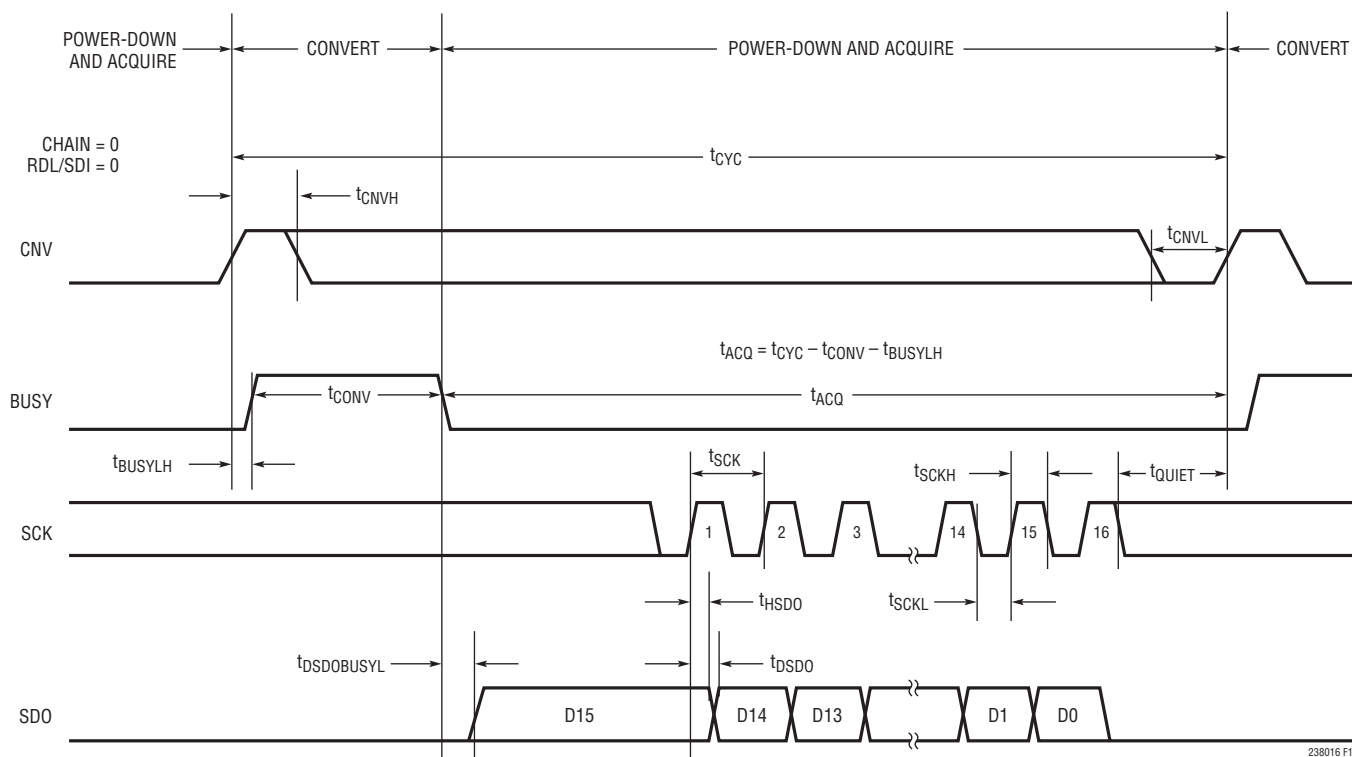 POWER-DOWN
AND ACQUIRE
CONVERT
POWER-DOWN AND ACQUIRE
CONVERT
CHAIN = 0
RDL/SDI = 0
tCYC
tCNVH
CNV
tCNVL
tACQ = tCYC – tCONV – tBUSYLH
BUSY
tCONV
tACQ
tBUSYLH
tSCK
tSCKH
tQUIET
SCK
1
2
3
14
15
16
tHSDO
tSCKL
tDSDOBUSYL
tDSDO
SDO
D15
D14
D13
D1
D0
238016 F1